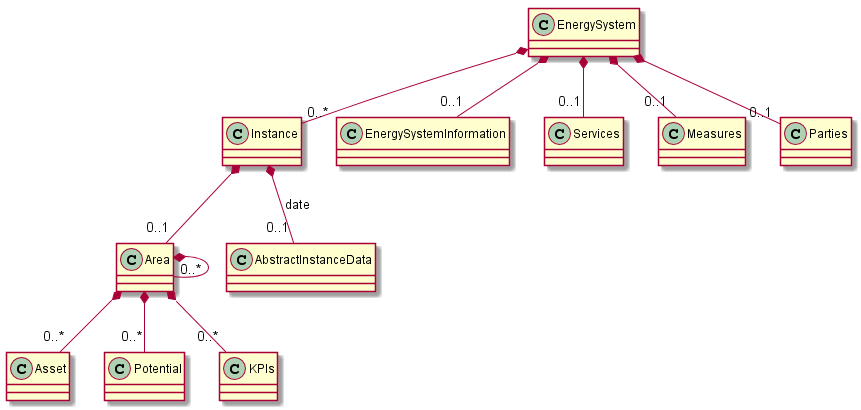 C EnergySystem
0..* 0..1 0..1 0..1 0..1
C Instance
C EnergySystemInformation
C Services
C Measures
C Parties
date
0..1 0..1
C Area
0..*
C AbstractInstanceData
0..* 0..* 0..*
C Asset
C Potential
C KPIs